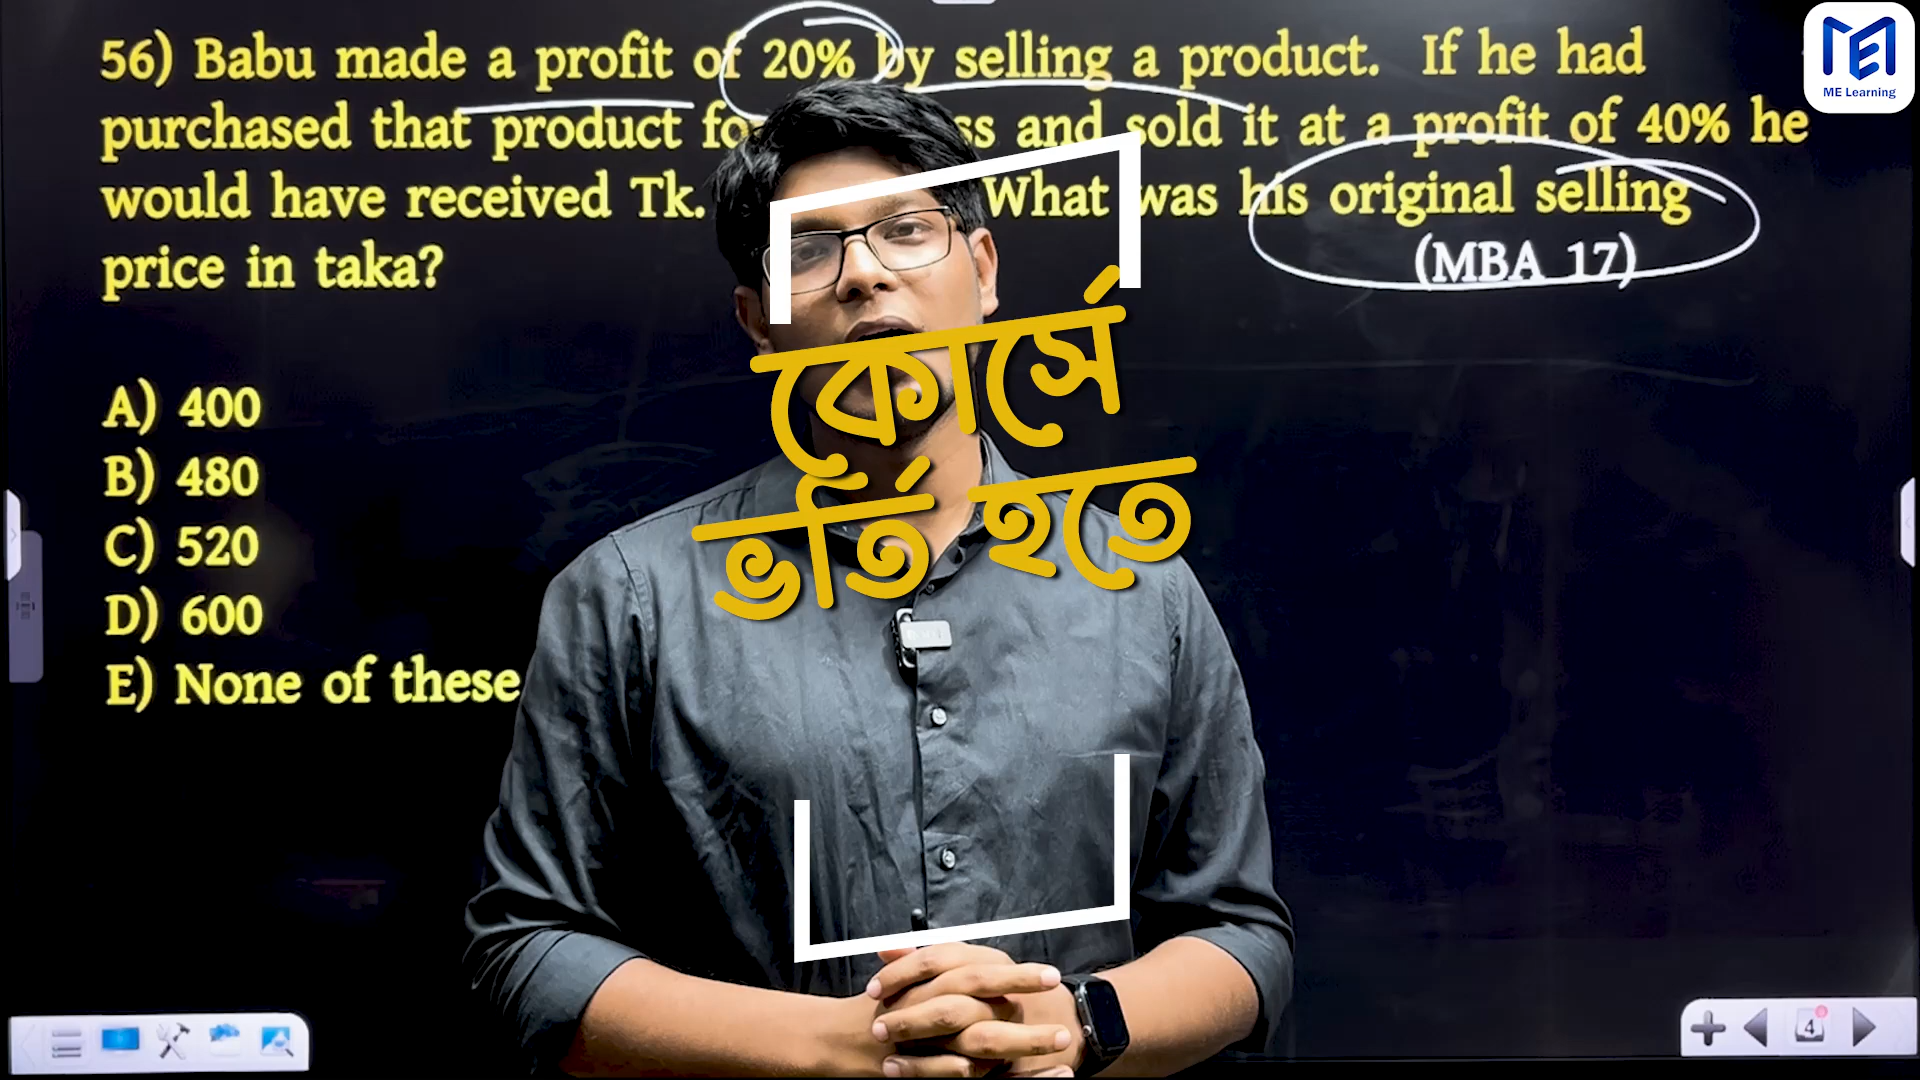 56) Babu made a profit of 20% by selling a product. If he had
purchased that product ss and sold it at a profit of 40% he
would have received Tk. What was his original selling
price in taka?
(MBA 17)
A) 400
B) 480
C) 520
D) 600
E) None of these
কোর্সে
ভর্তি হতে
ME Learning
4